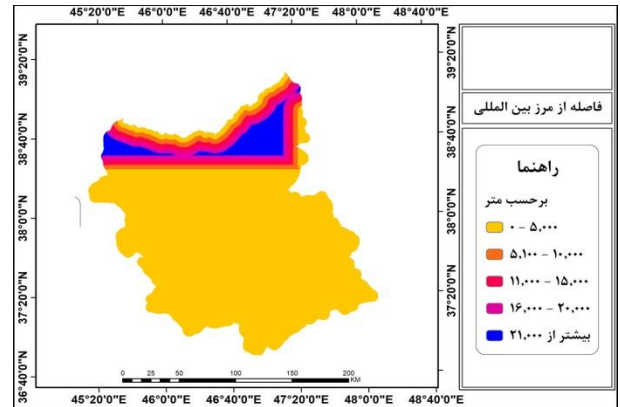 45°20'0"E 46°0'0"E 46°40'0"E 47°20'0"E 48°0'0"E 48°40'0"E
39°20'0"N
38°40'0"N
38°0'0"N
37°20'0"N
36°40'0"N
39°20'0"N
38°40'0"N
38°0'0"N
37°20'0"N
فاصله از مرز بین المللی
راهنما
برحسب متر
۰ – ۵,۰۰۰
۵,۱۰۰ – ۱۰,۰۰۰
۱۱,۰۰۰ – ۱۵,۰۰۰
۱۶,۰۰۰ – ۲۰,۰۰۰
بیشتر از ۲۱,۰۰۰
0 25 50 100 150 200
KM
45°20'0"E 46°0'0"E 46°40'0"E 47°20'0"E 48°0'0"E 48°40'0"E